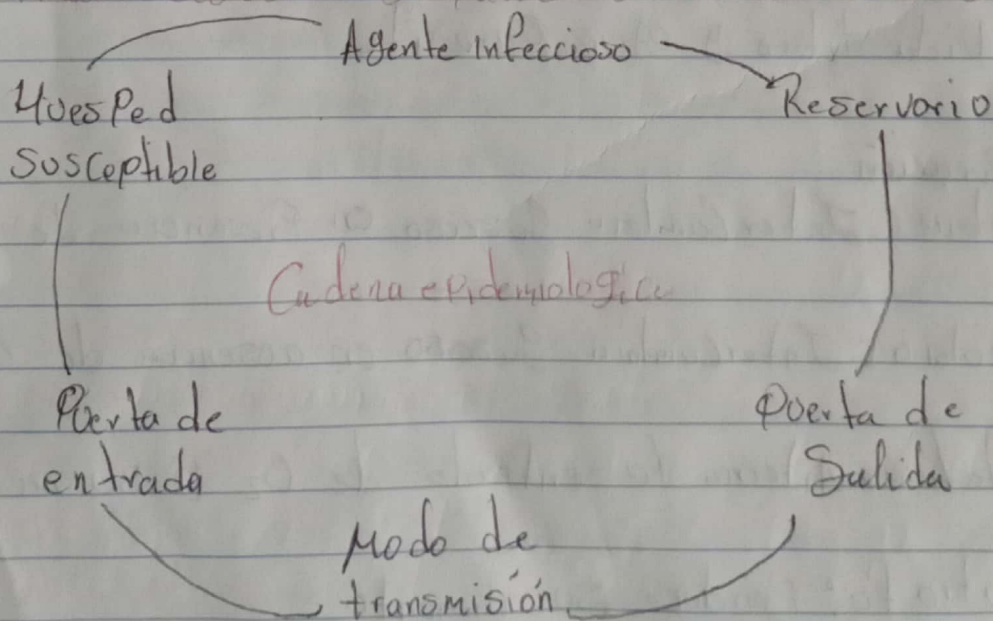 Agente infeccioso
Reservorio
Huesped
susceptible
Cadena epidemiologica
Puerta de
entrada
Puerta de
Salida
Modo de
transmisión